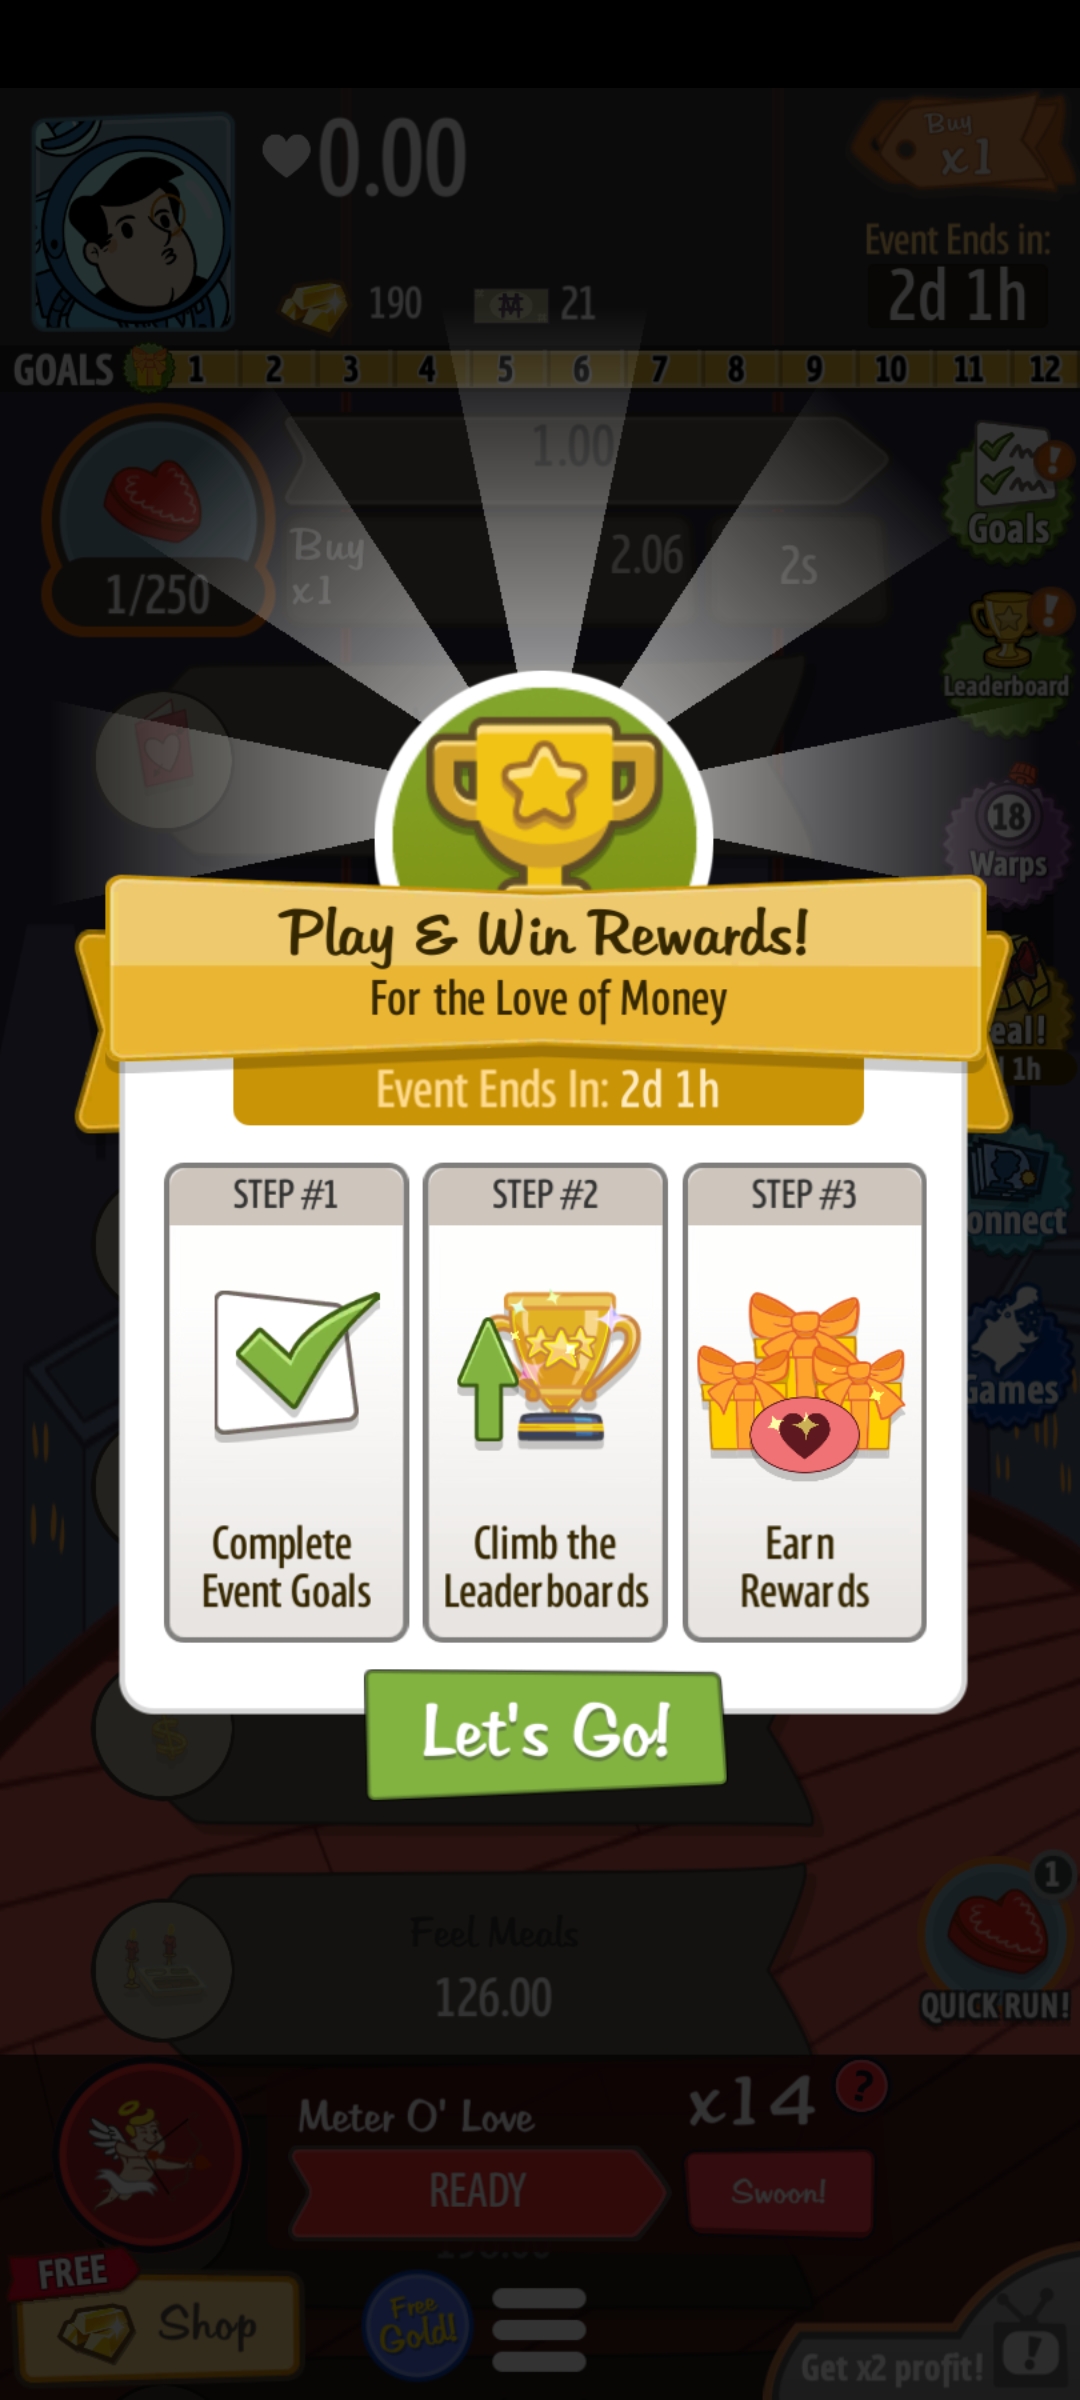 0.00
Buy
x1
Event Ends in:
2d 1h
190
21
GOALS 1 2 3 4 5 6 7 8 9 10 11 12
1.00
Buy
x1
2.06
2s
1/250
Goals
Leaderboard
18
Warps
Play & Win Rewards!
For the Love of Money
eal!
1h
Event Ends In: 2d 1h
STEP #1
STEP #2
STEP #3
onnect
Games
Complete
Event Goals
Climb the
Leaderboards
Earn
Rewards
Let's Go!
Feel Meals
126.00
1
QUICK RUN!
Meter O' Love
x14
?
READY
Swoon!
FREE
Shop
Free
Gold!
Get x2 profit!